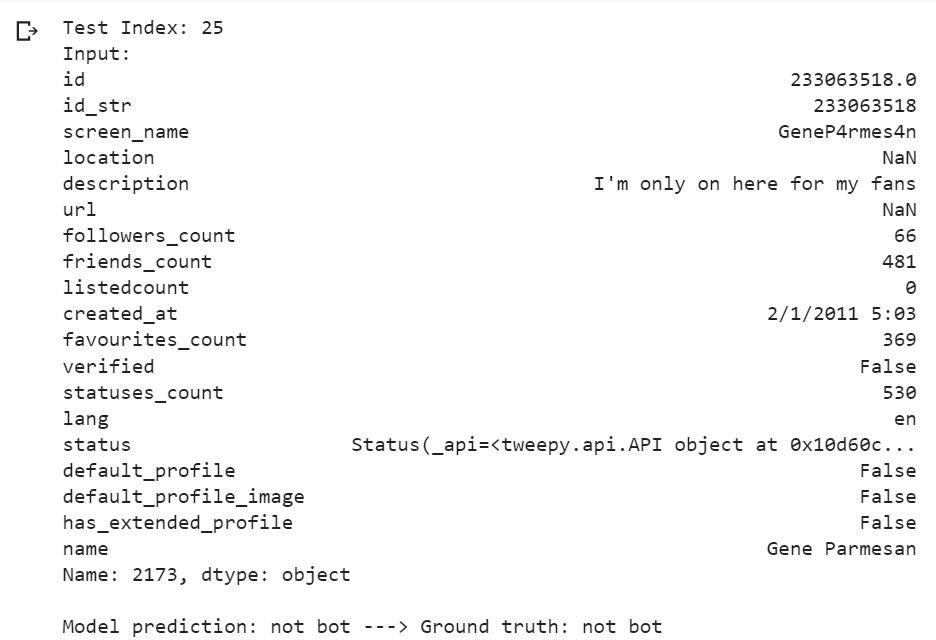 Test Index: 25
Input:
id 233063518.0
id_str 233063518
screen_name GeneP4rmes4n
location NaN
description I'm only on here for my fans
url NaN
followers_count 66
friends_count 481
listedcount 0
created_at 2/1/2011 5:03
favourites_count 369
verified False
statuses_count 530
lang en
status Status(_api=<tweepy.api.API object at 0x10d60c...
default_profile False
default_profile_image False
has_extended_profile False
name Gene Parmesan
Name: 2173, dtype: object
Model prediction: not bot ---> Ground truth: not bot